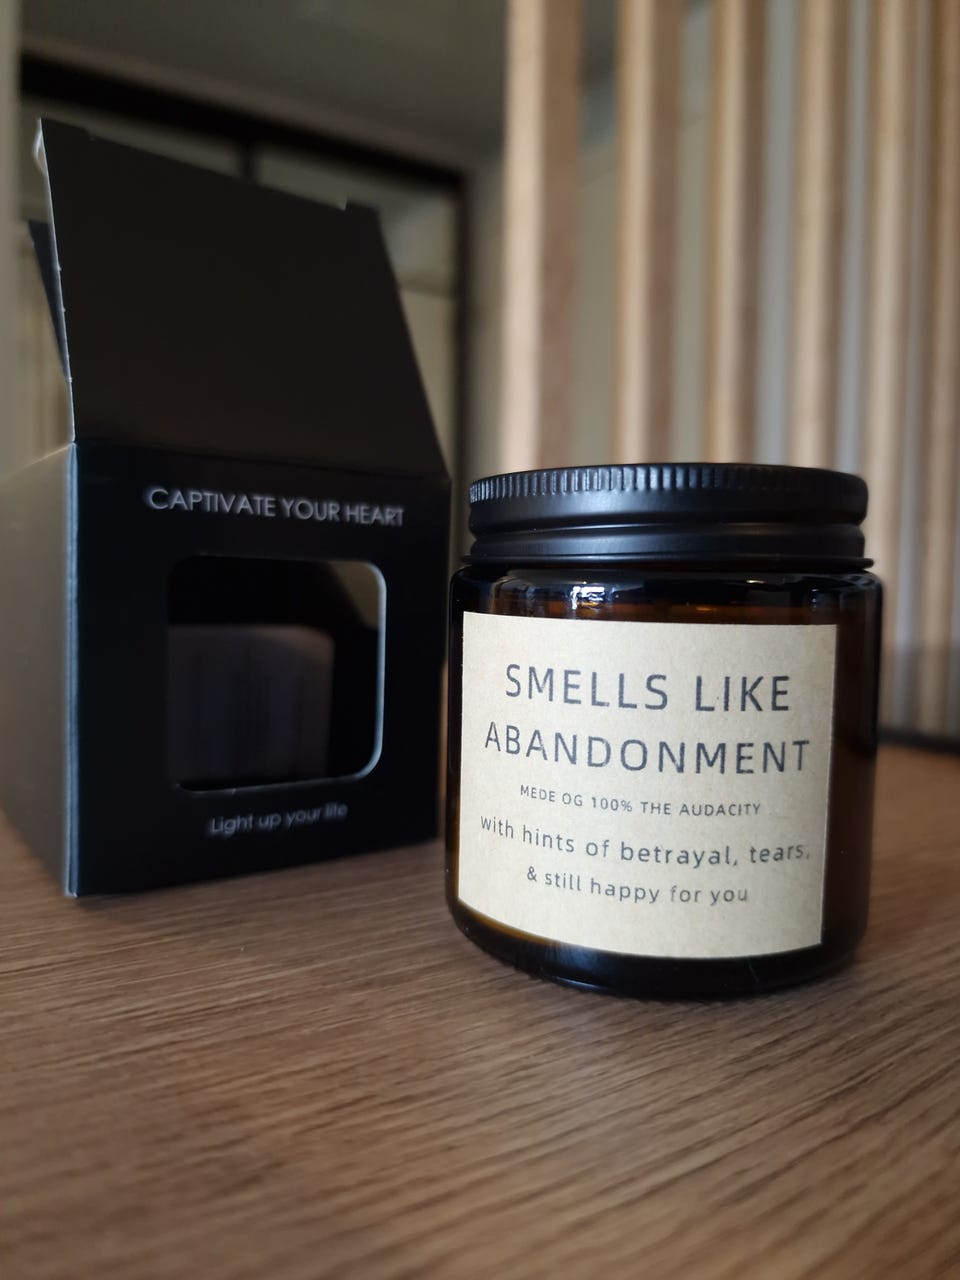 CAPTIVATE YOUR HEART
Light up your life
SMELLS LIKE
ABANDONMENT
MEDE OG 100% THE AUDACITY
with hints of betrayal, tears,
& still happy for you